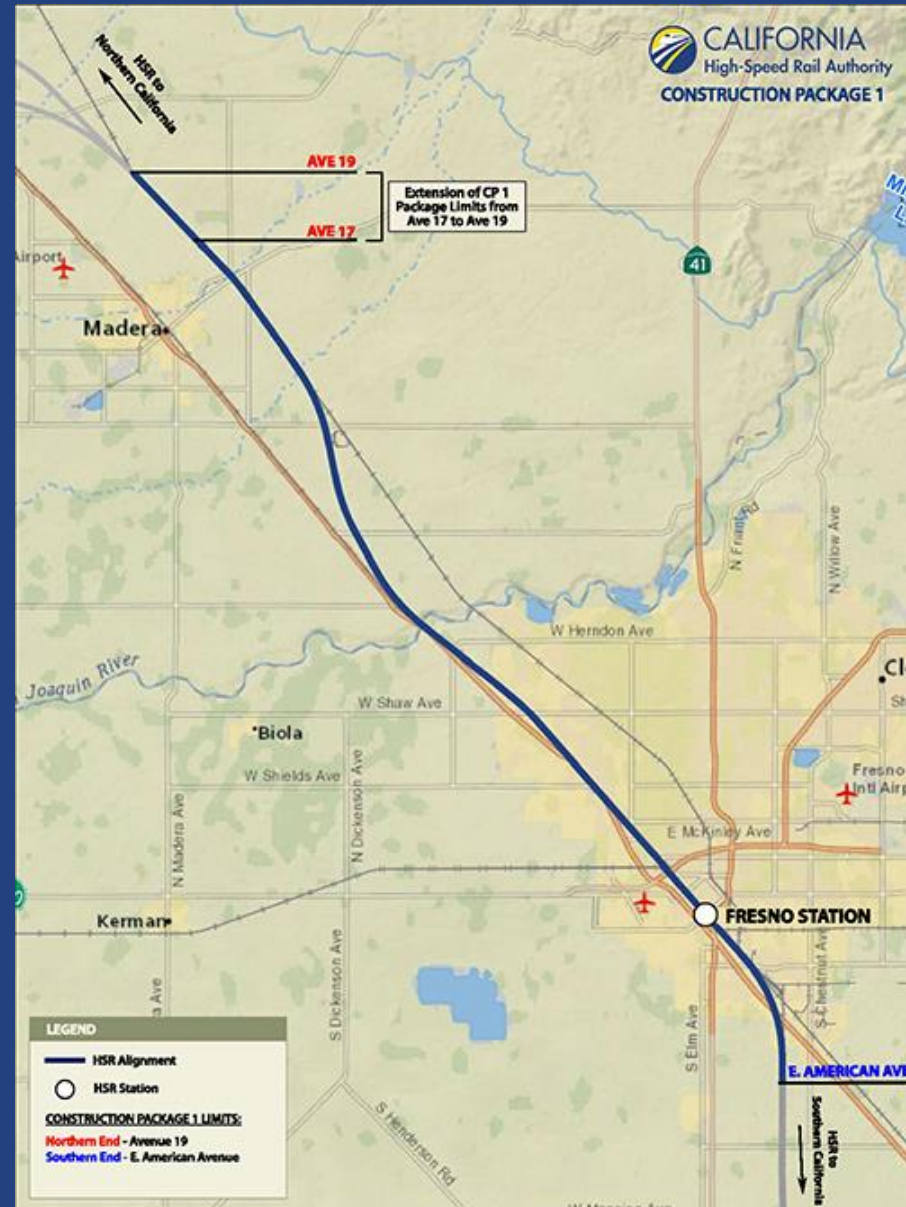 CALIFORNIA
High-Speed Rail Authority
CONSTRUCTION PACKAGE 1
HSR to
Northern California
AVE 19
Extension of CP 1
Package Limits from
Ave 17 to Ave 19
AVE 17
Airport
41
Madera
N Friant Rd
N Willow Ave
W Herndon Ave
Joaquin River
W Shaw Ave
Biola
W Shields Ave
N Dickenson Ave
N Madera Ave
Fresno
Intl Airp
E McKinley Ave
Kerman
FRESNO STATION
S Dickenson Ave
S Chestnut Ave
S Elm Ave
E. AMERICAN AVE
S Henderson Rd
HSR to
Southern California
LEGEND
HSR Alignment
HSR Station
CONSTRUCTION PACKAGE 1 LIMITS:
Northern End - Avenue 19
Southern End - E. American Avenue